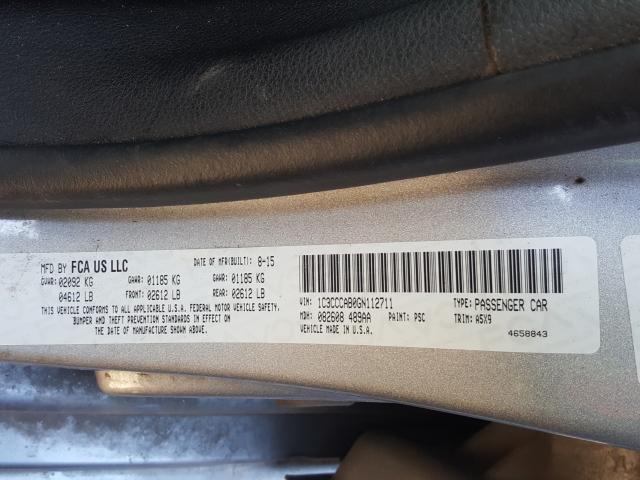 MFD BY FCA US LLC
DATE OF MFR(BUILT): 8-15
GVWR: 02092 KG GAWR: 01185 KG GAWR: 01185 KG
04612 LB FRONT: 02612 LB REAR: 02612 LB
THIS VEHICLE CONFORMS TO ALL APPLICABLE U.S.A. FEDERAL MOTOR VEHICLE SAFETY,
BUMPER AND THEFT PREVENTION STANDARDS IN EFFECT ON
THE DATE OF MANUFACTURE SHOWN ABOVE.
VIN: 1C3CCCAB0GN112711 TYPE: PASSENGER CAR
MDH: 082608 489AA PAINT: PSC TRIM: A5X9
VEHICLE MADE IN U.S.A. 4658843